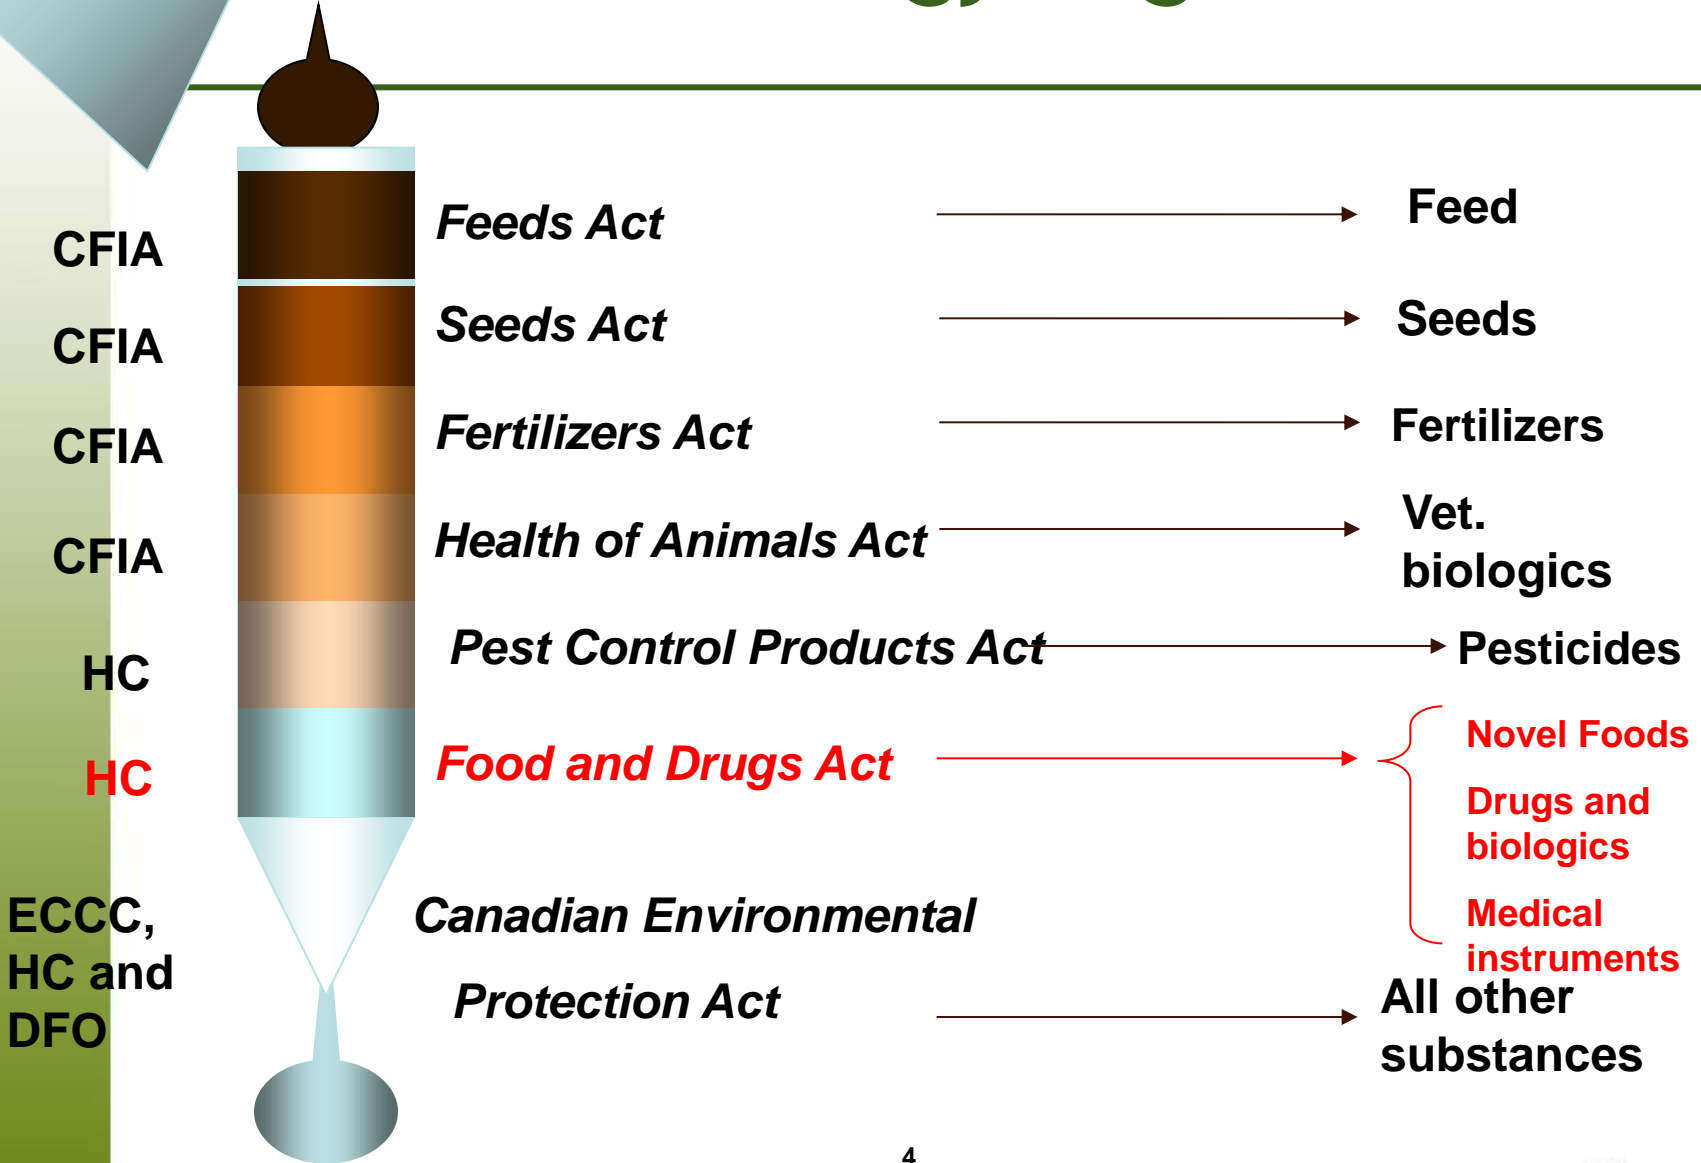 CFIA
Feeds Act
Feed
CFIA
Seeds Act
Seeds
CFIA
Fertilizers Act
Fertilizers
CFIA
Health of Animals Act
Vet.
biologics
HC
Pest Control Products Act
Pesticides
HC
Food and Drugs Act
Novel Foods
Drugs and
biologics
Medical
instruments
ECCC,
HC and
DFO
Canadian Environmental
Protection Act
All other
substances
4